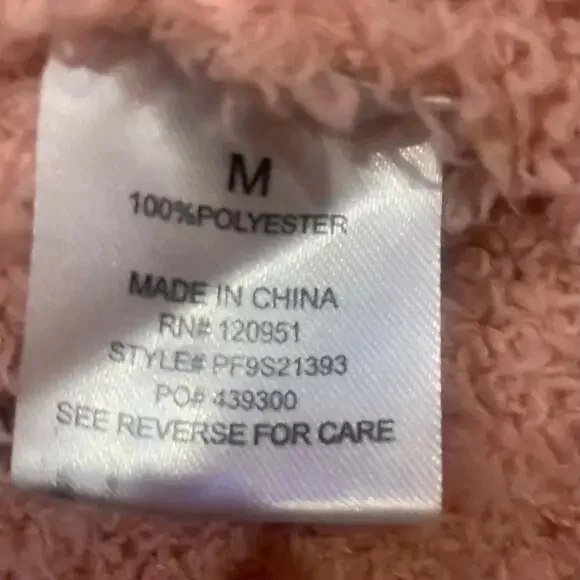 M
100%POLYESTER
MADE IN CHINA
RN# 120951
STYLE# PF9S21393
PO# 439300
SEE REVERSE FOR CARE